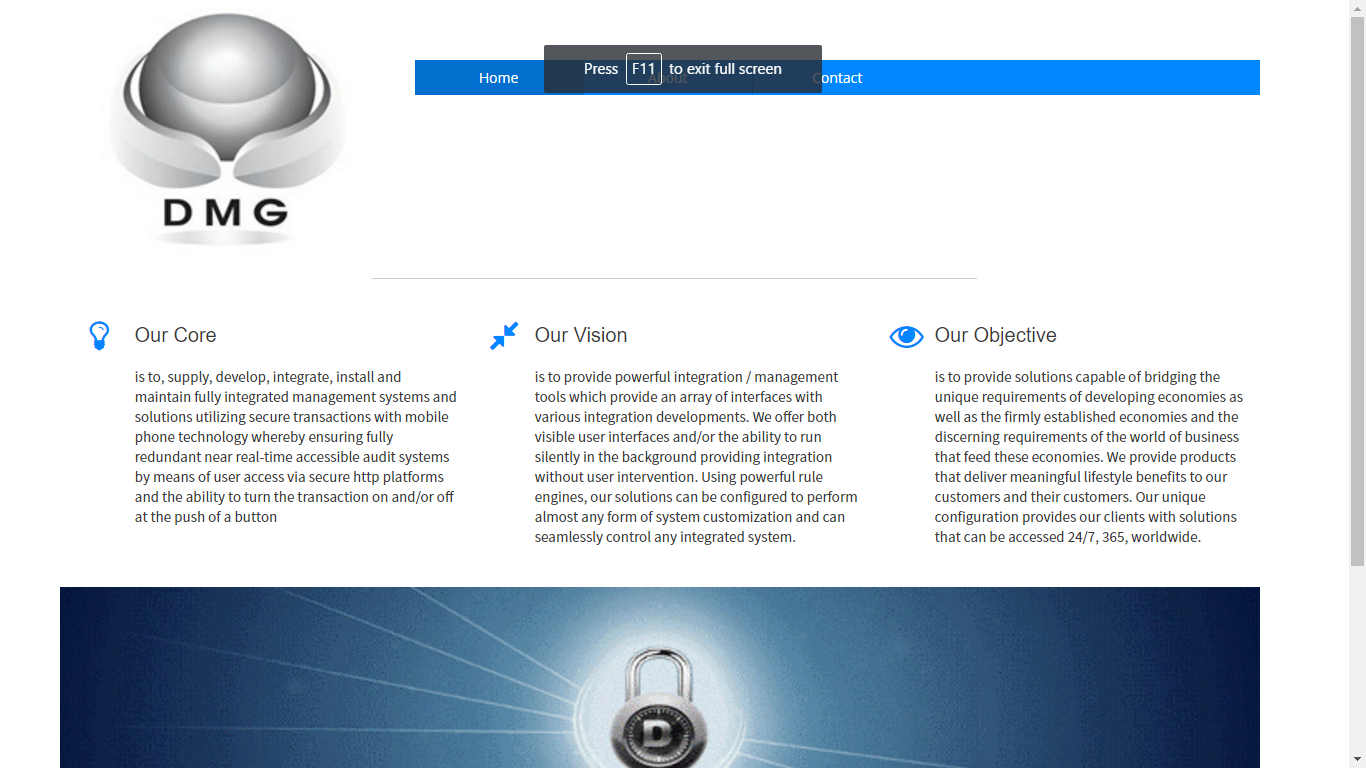 DMG
Home
About
Contact
Press F11 to exit full screen
Our Core
is to, supply, develop, integrate, install and
maintain fully integrated management systems and
solutions utilizing secure transactions with mobile
phone technology whereby ensuring fully
redundant near real-time accessible audit systems
by means of user access via secure http platforms
and the ability to turn the transaction on and/or off
at the push of a button
Our Vision
is to provide powerful integration / management
tools which provide an array of interfaces with
various integration developments. We offer both
visible user interfaces and/or the ability to run
silently in the background providing integration
without user intervention. Using powerful rule
engines, our solutions can be configured to perform
almost any form of system customization and can
seamlessly control any integrated system.
Our Objective
is to provide solutions capable of bridging the
unique requirements of developing economies as
well as the firmly established economies and the
discerning requirements of the world of business
that feed these economies. We provide products
that deliver meaningful lifestyle benefits to our
customers and their customers. Our unique
configuration provides our clients with solutions
that can be accessed 24/7, 365, worldwide.
D